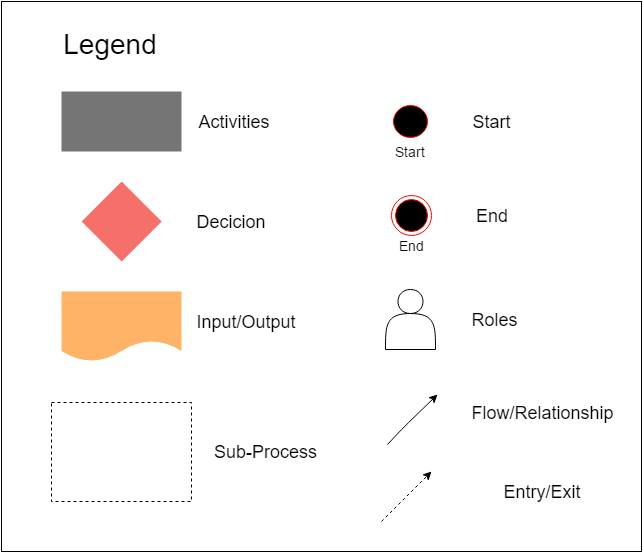 Legend
Activities
Start
Start
Decicion
End
End
Input/Output
Roles
Flow/Relationship
Sub-Process
Entry/Exit